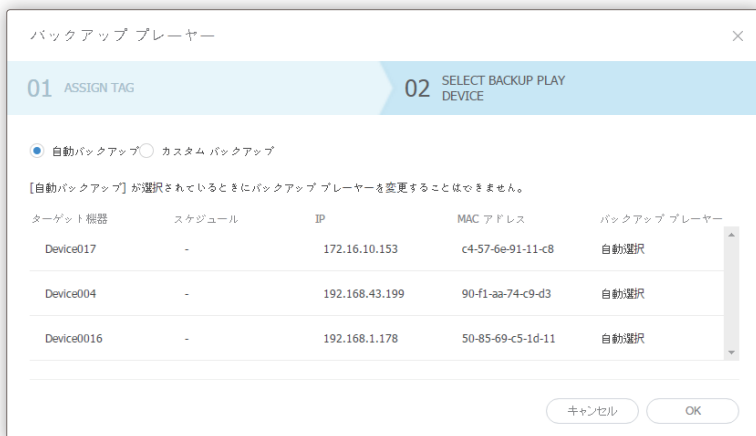 バックアップ プレーヤー
01 ASSIGN TAG
02 SELECT BACKUP PLAY
DEVICE
自動バックアップ カスタム バックアップ
[自動バックアップ] が選択されているときにバックアップ プレーヤーを変更することはできません。
ターゲット機器 スケジュール IP MAC アドレス バックアップ プレーヤー
Device017 - 172.16.10.153 c4-57-6e-91-11-c8 自動選択
Device004 - 192.168.43.199 90-f1-aa-74-c9-d3 自動選択
Device0016 - 192.168.1.178 50-85-69-c5-1d-11 自動選択
キャンセル OK